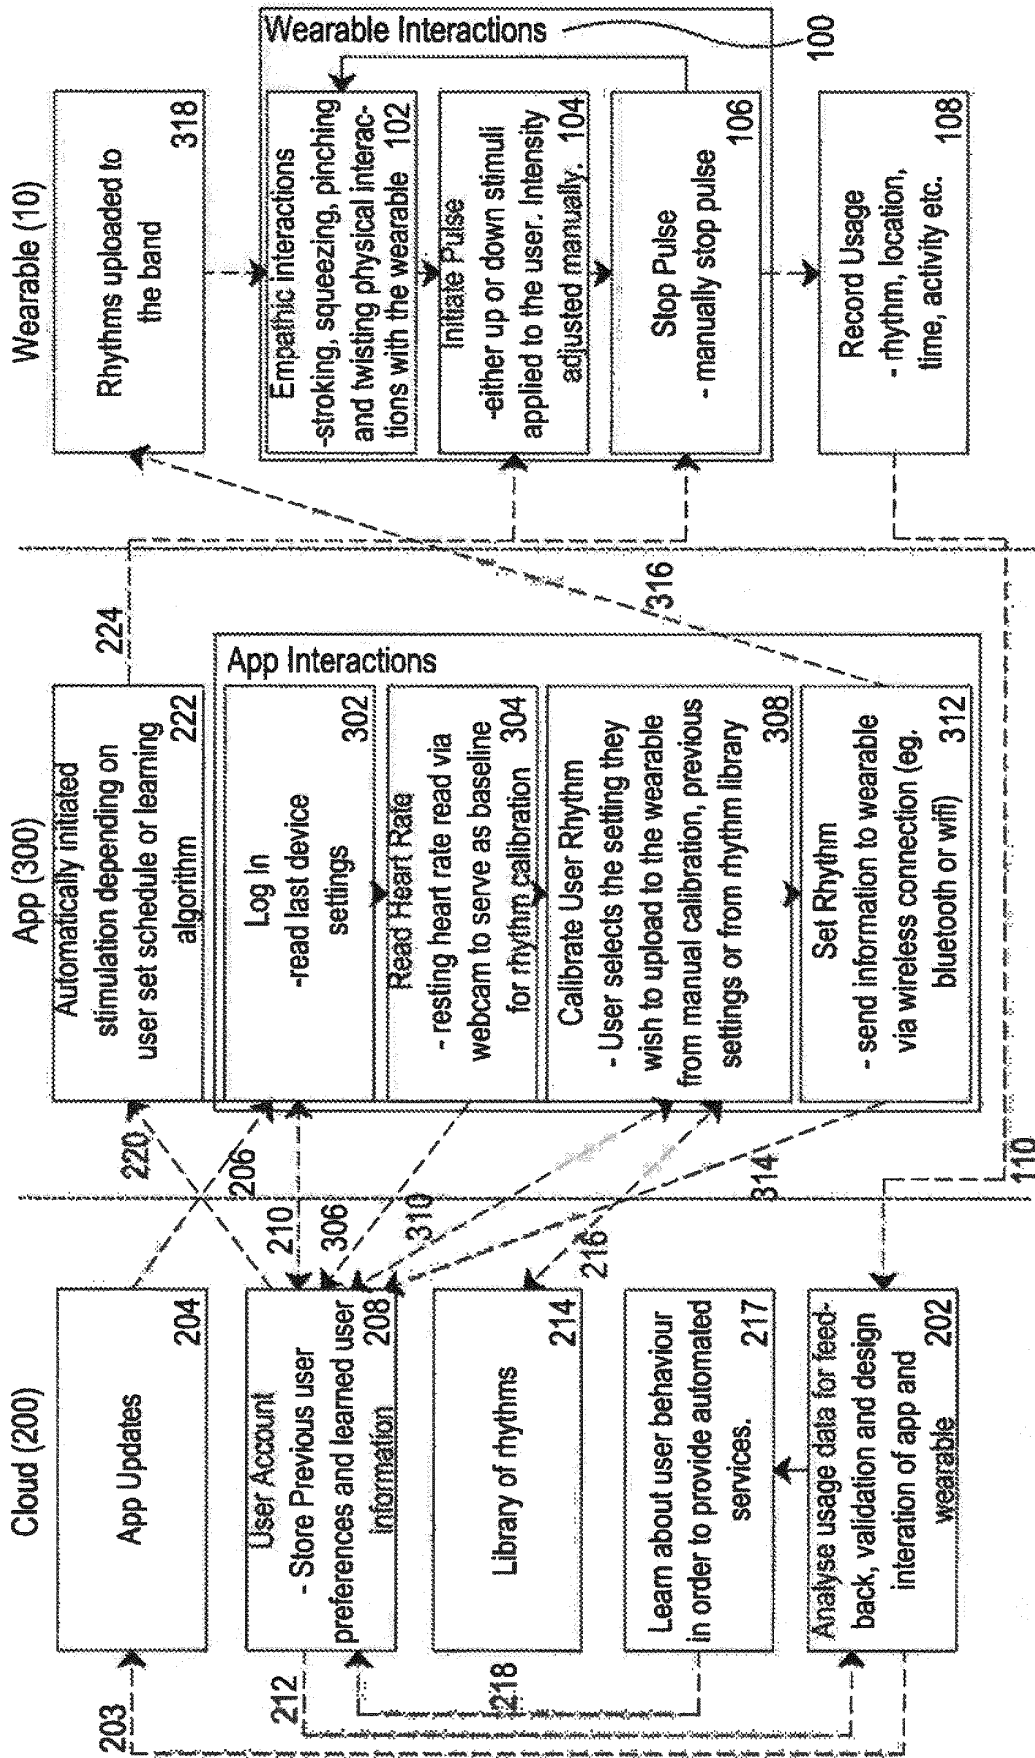 Cloud (200)
App Updates
204
User Account
- Store Previous user
preferences and learned user
information
208
Library of rhythms
214
Learn about user behaviour
in order to provide automated
services.
217
Analyse usage data for feed-
back, validation and design
interation of app and
wearable
202
203
212
218
220
206
210
306
310
216
314
110
App (300)
Automatically initiated
stimulation depending on
user set schedule or learning
algorithm
222
224
App Interactions
Log In
-read last device
settings
302
Read Heart Rate
- resting heart rate read via
webcam to serve as baseline
for rhythm calibration
304
Calibrate User Rhythm
- User selects the setting they
wish to upload to the wearable
from manual calibration, previous
settings or from rhythm library
308
Set Rhythm
- send information to wearable
via wireless connection (eg.
bluetooth or wifi)
312
316
Wearable (10)
Rhythms uploaded to
the band
318
Wearable Interactions
100
Empathic interactions
-stroking, squeezing, pinching
and twisting physical interac-
tions with the wearable 102
Initiate Pulse
-either up or down stimuli
applied to the user. Intensity
adjusted manually. 104
Stop Pulse
- manually stop pulse
106
Record Usage
- rhythm, location,
time, activity etc.
108